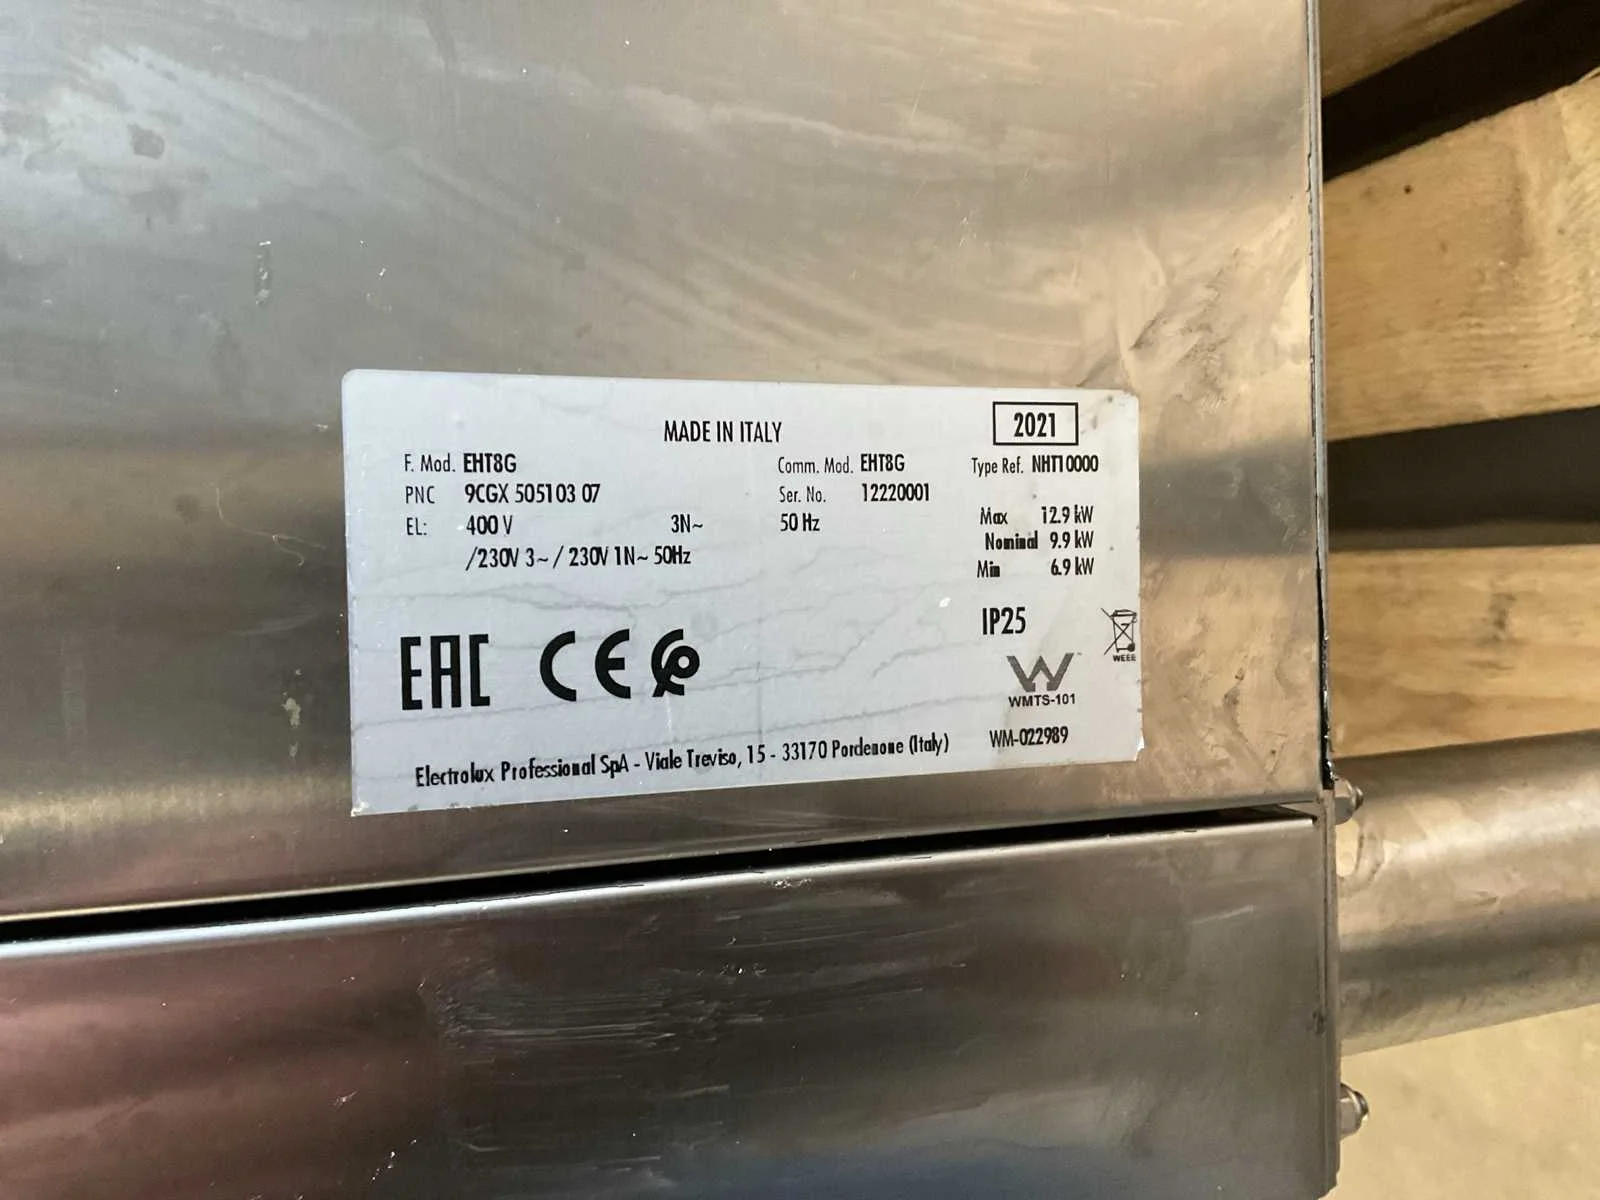 MADE IN ITALY
2021
F. Mod. EHT8G
Comm. Mod. EHT8G
Type Ref. NHT10000
PNC 9CGX 505103 07
Ser. No. 12220001
EL: 400 V 3N~ 50 Hz
/230V 3~ / 230V 1N~ 50Hz
Max 12.9 kW
Nominal 9.9 kW
Min 6.9 kW
IP25
WEEE
EAC CE
WMTS-101
WM-022989
Electrolux Professional SpA - Viale Treviso, 15 - 33170 Pordenone (Italy)